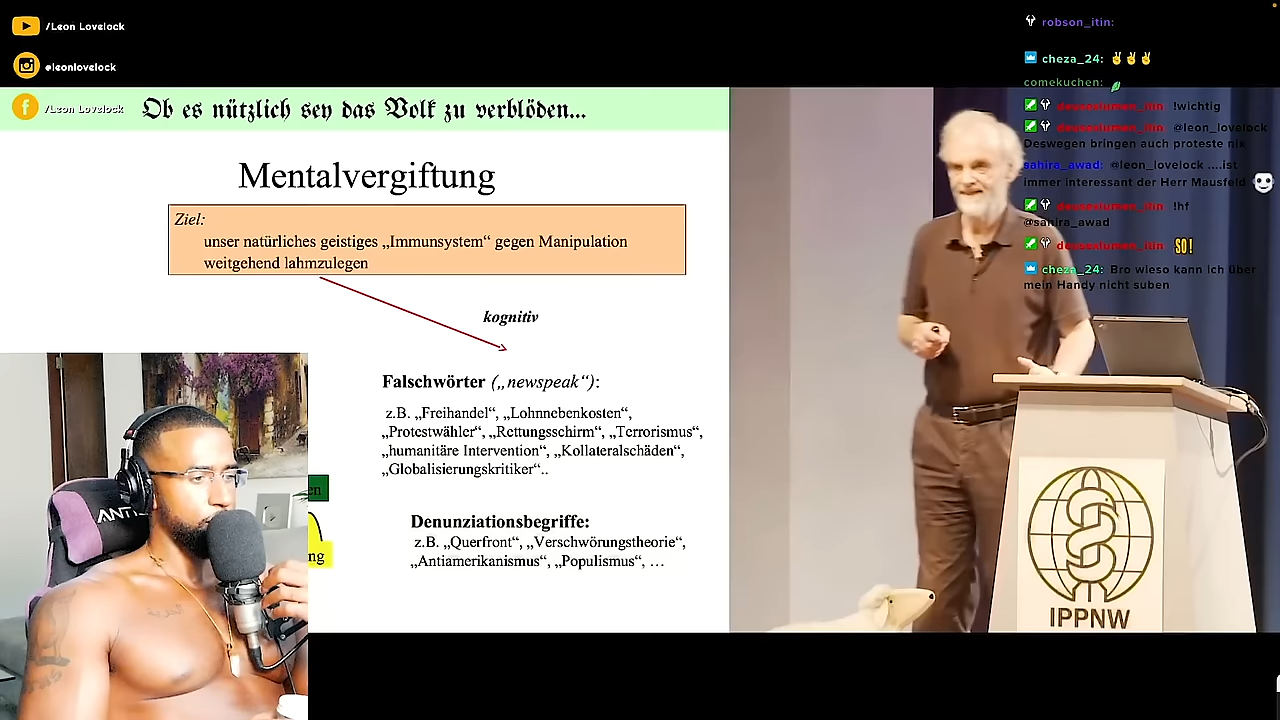 /Leon Lovelock
@leonlovelock
/Leon Lovelock
Ob es nützlich sey das Volk zu verblöden...
Mentalvergiftung
Ziel:
unser natürliches geistiges „Immunsystem“ gegen Manipulation
weitgehend lahmzulegen
kognitiv
Falschwörter („newspeak“):
z.B. „Freihandel“, „Lohnnebenkosten“,
„Protestwähler“, „Rettungsschirm“, „Terrorismus“,
„humanitäre Intervention“, „Kollateralschäden“,
„Globalisierungskritiker“..
Denunziationsbegriffe:
z.B. „Querfront“, „Verschwörungstheorie“,
„Antiamerikanismus“, „Populismus“, …
en
ng
ANT
robson_itin:
cheza_24:
comekuchen:
!wichtig
@leon_lovelock
Deswegen bringen auch proteste nix
sahira_awad: @leon_lovelock ....ist
immer interessant der Herr Mausfeld
!hf
@sahira_awad
SO!
cheza_24: Bro wieso kann ich über
mein Handy nicht suben
IPPNW